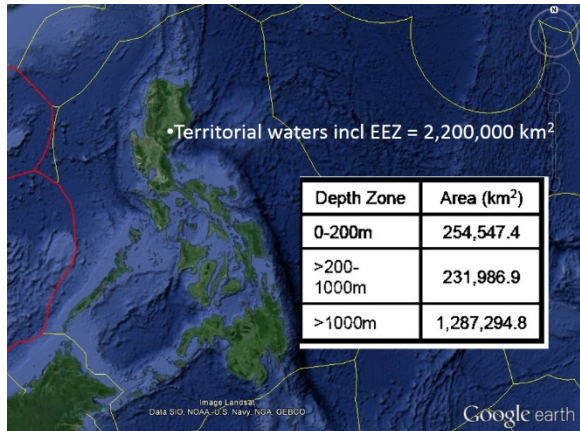 N
•Territorial waters incl EEZ = 2,200,000 km²
Depth Zone Area (km²)
0-200m 254,547.4
>200-
1000m 231,986.9
>1000m 1,287,294.8
Image Landsat
Data SIO, NOAA, U.S. Navy, NGA, GEBCO
Google earth